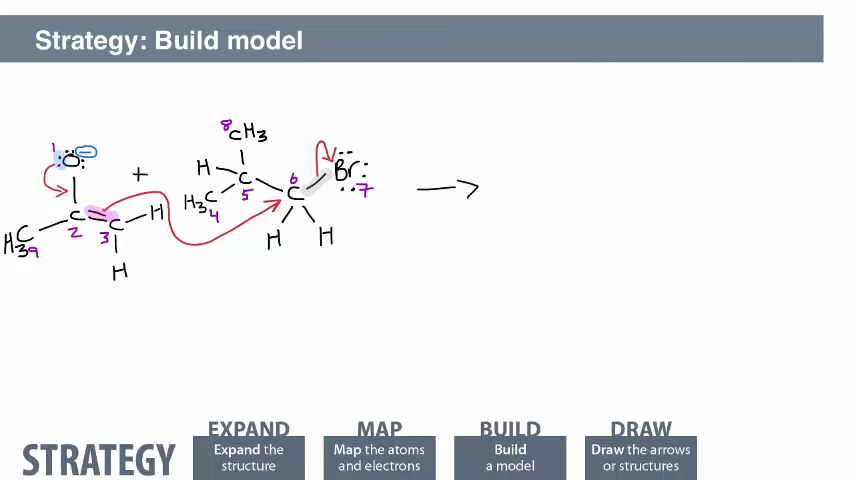 Strategy: Build model
8
CH3
1
O
−
+
H
C
5
6
C
Br
7
H3C
4
H
C
2
C
3
H3C
9
H
H
H
STRATEGY
EXPAND
Expand the
structure
MAP
Map the atoms
and electrons
BUILD
Build
a model
DRAW
Draw the arrows
or structures